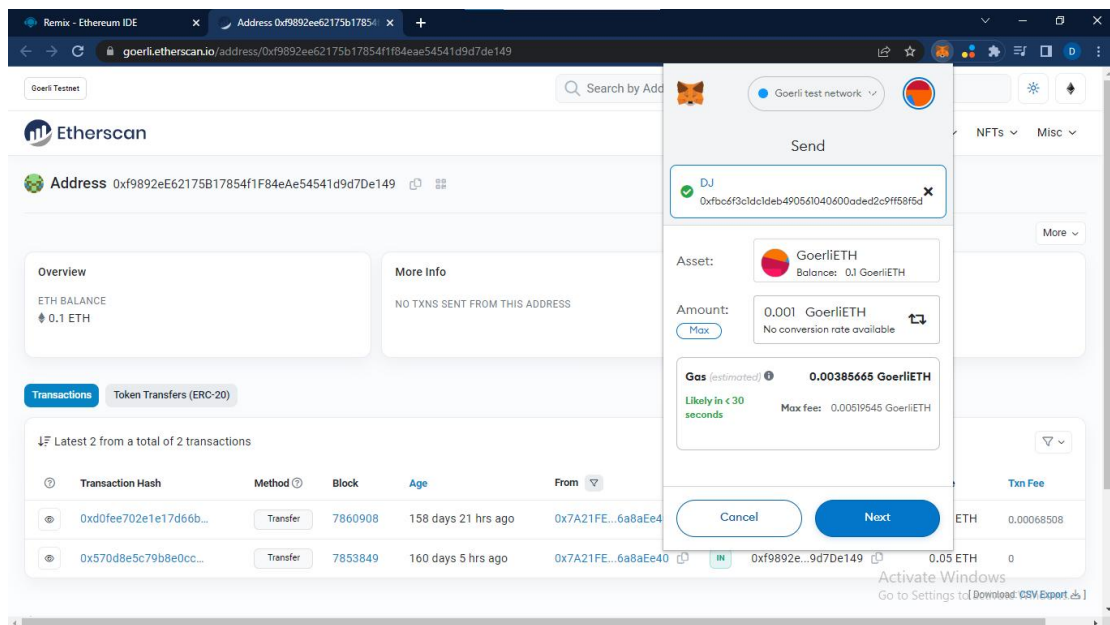 Remix - Ethereum IDE
Address 0xf9892ee62175b17854
goerli.etherscan.io/address/0xf9892ee62175b17854f1f84eae54541d9d7de149
D
Goerli Testnet
Search by Add
Etherscan
NFTs
Misc
Address 0xf9892eE62175B17854f1F84eAe54541d9d7De149
More
Overview
ETH BALANCE
0.1 ETH
More Info
NO TXNS SENT FROM THIS ADDRESS
Transactions
Token Transfers (ERC-20)
Latest 2 from a total of 2 transactions
Transaction Hash
Method
Block
Age
From
Txn Fee
0xd0fee702e1e17d66b...
Transfer
7860908
158 days 21 hrs ago
0x7A21FE...6a8aEe4
ETH
0.00068508
0x570d8e5c79b8e0cc...
Transfer
7853849
160 days 5 hrs ago
0x7A21FE...6a8aEe40
IN
0xf9892e...9d7De149
0.05 ETH
0
Goerli test network
Send
DJ
0xfbc6f3c1dc1deb490561040600aded2c9ff58f5d
Asset:
GoerliETH
Balance: 0.1 GoerliETH
Amount:
Max
0.001 GoerliETH
No conversion rate available
Gas (estimated)
0.00385665 GoerliETH
Likely in < 30
seconds
Max fee: 0.00519545 GoerliETH
Cancel
Next
Activate Windows
Go to Settings to
[ Download: CSV Export ]